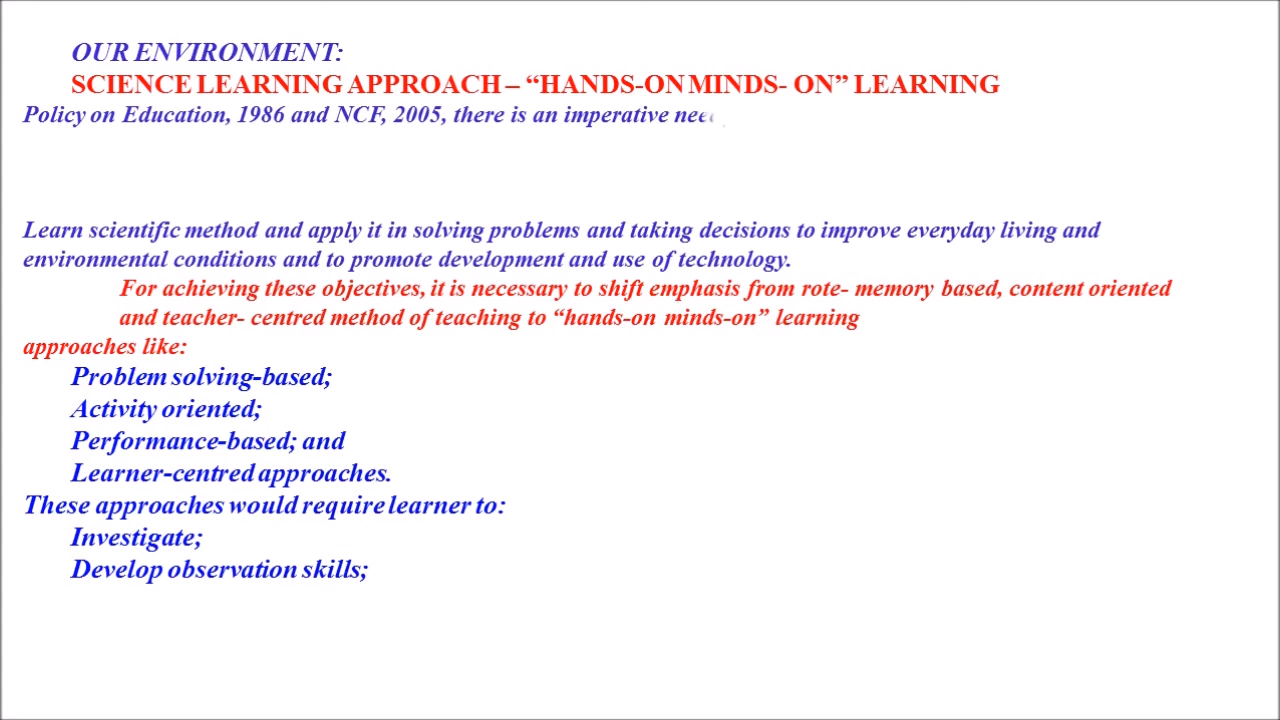 OUR ENVIRONMENT:
SCIENCE LEARNING APPROACH – “HANDS-ON MINDS- ON” LEARNING
Policy on Education, 1986 and NCF, 2005, there is an imperative
Learn scientific method and apply it in solving problems and taking decisions to improve everyday living and
environmental conditions and to promote development and use of technology.
For achieving these objectives, it is necessary to shift emphasis from rote- memory based, content oriented
and teacher- centred method of teaching to “hands-on minds-on” learning
approaches like:
Problem solving-based;
Activity oriented;
Performance-based; and
Learner-centred approaches.
These approaches would require learner to:
Investigate;
Develop observation skills;